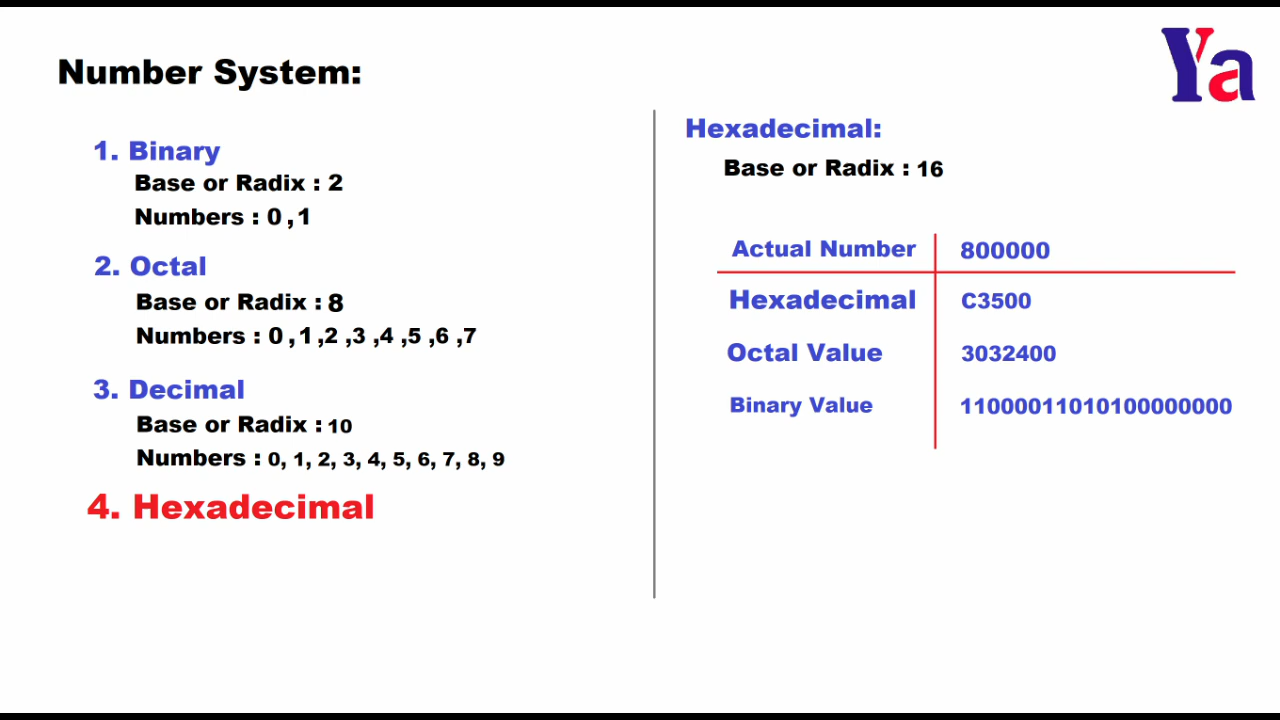 Ya
Number System:
1. Binary
Base or Radix : 2
Numbers : 0 , 1
2. Octal
Base or Radix : 8
Numbers : 0 , 1 ,2 ,3 ,4 ,5 ,6 ,7
3. Decimal
Base or Radix : 10
Numbers : 0, 1, 2, 3, 4, 5, 6, 7, 8, 9
4. Hexadecimal
Hexadecimal:
Base or Radix : 16
Actual Number 800000
Hexadecimal C3500
Octal Value 3032400
Binary Value 11000011010100000000